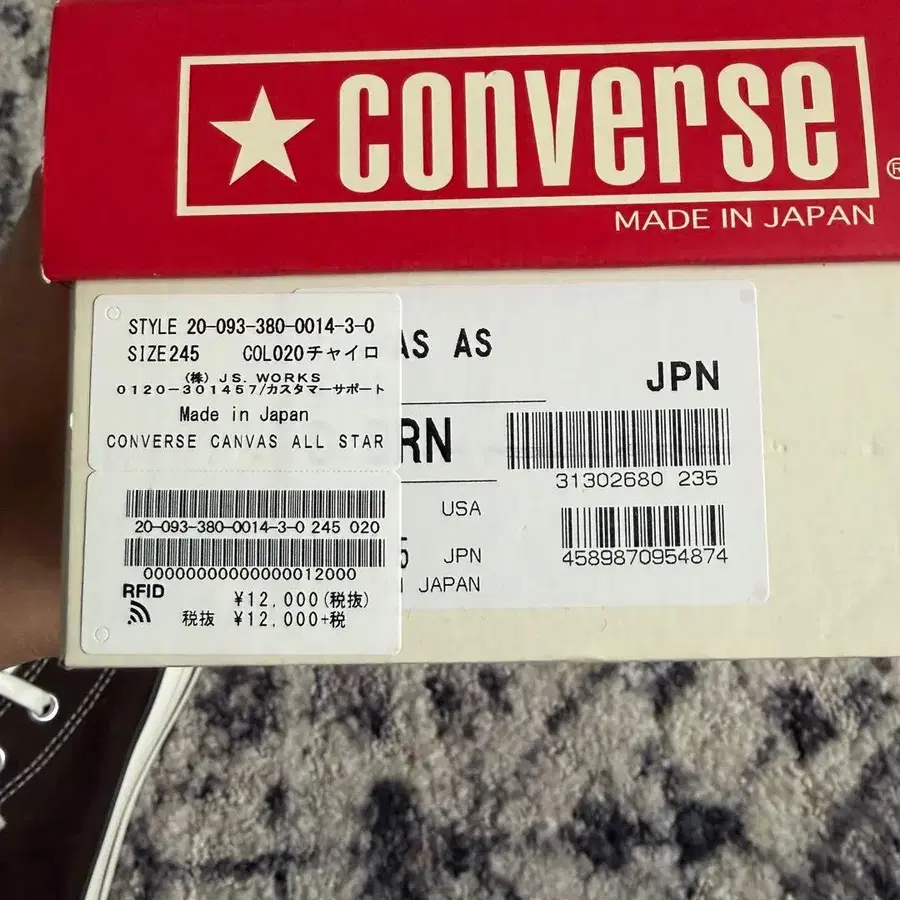 ★ CONVERSE ®
MADE IN JAPAN
STYLE 20-093-380-0014-3-0
SIZE245 COL020チャイロ
(株) JS. WORKS
0120-301457/カスタマーサポート
Made in Japan
CONVERSE CANVAS ALL STAR
20-093-380-0014-3-0 245 020
00000000000000012000
RFID
¥12,000(税抜)
税抜 ¥12,000+税
AS AS
JPN
RN
31302680 235
USA
5 JPN
4589870954874
JAPAN